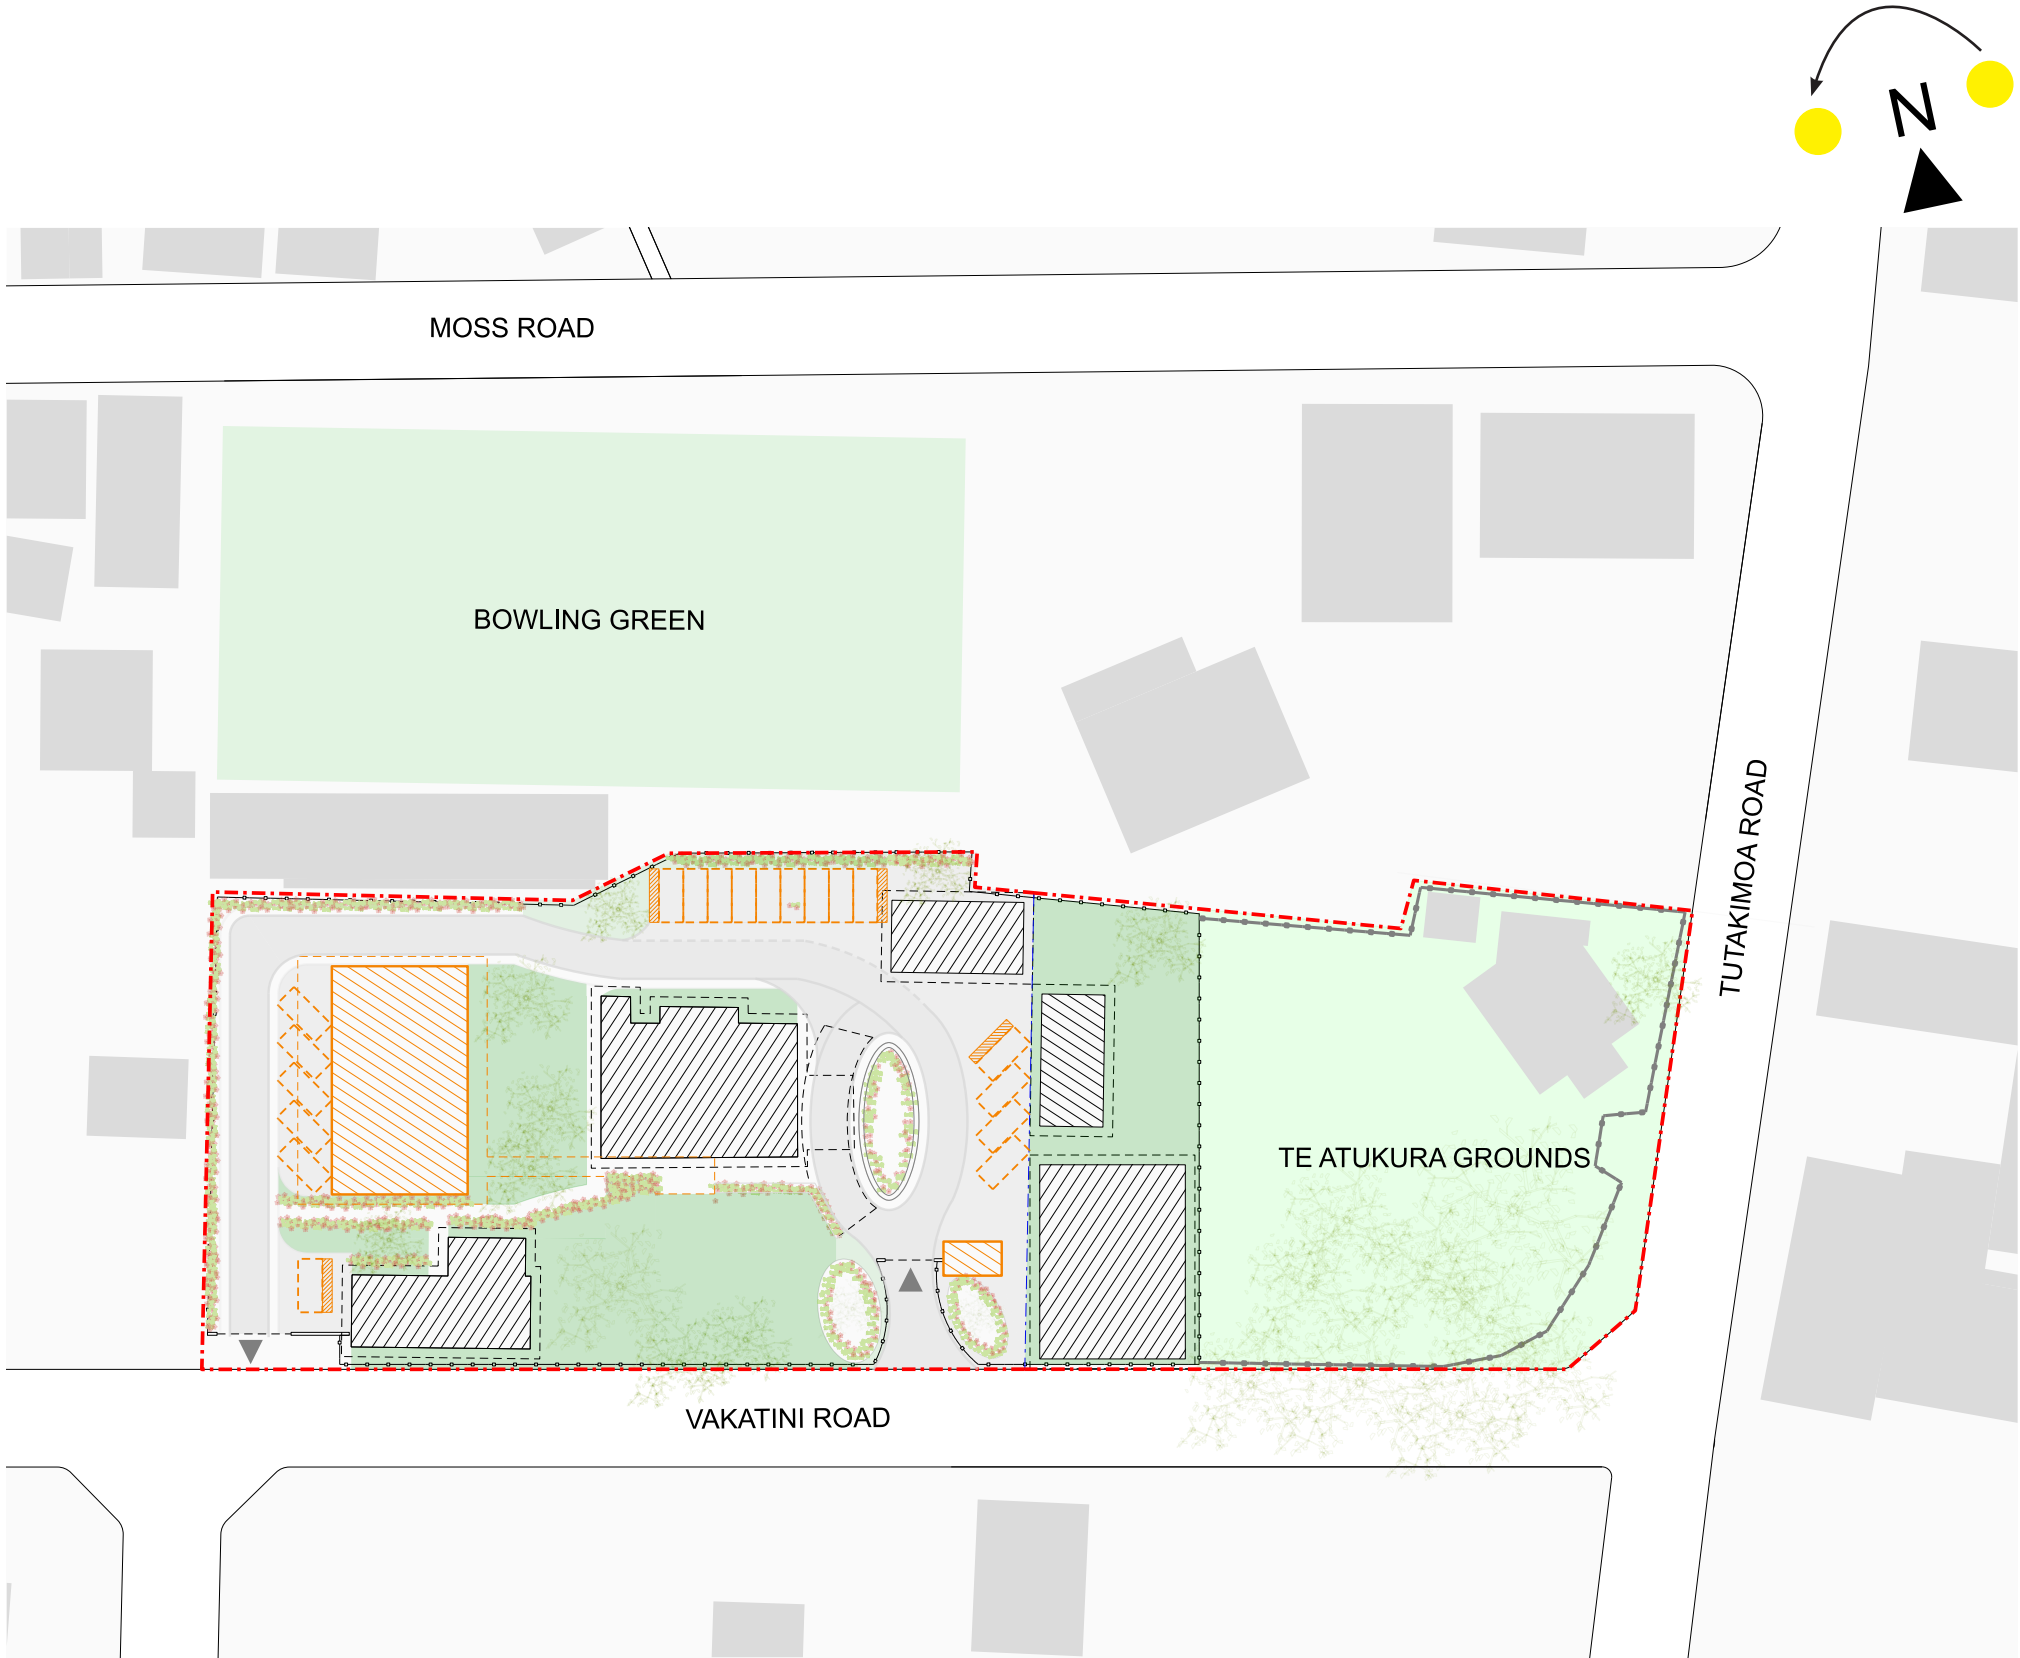 N
MOSS ROAD
BOWLING GREEN
TUTAKIMOA ROAD
TE ATUKURA GROUNDS
VAKATINI ROAD